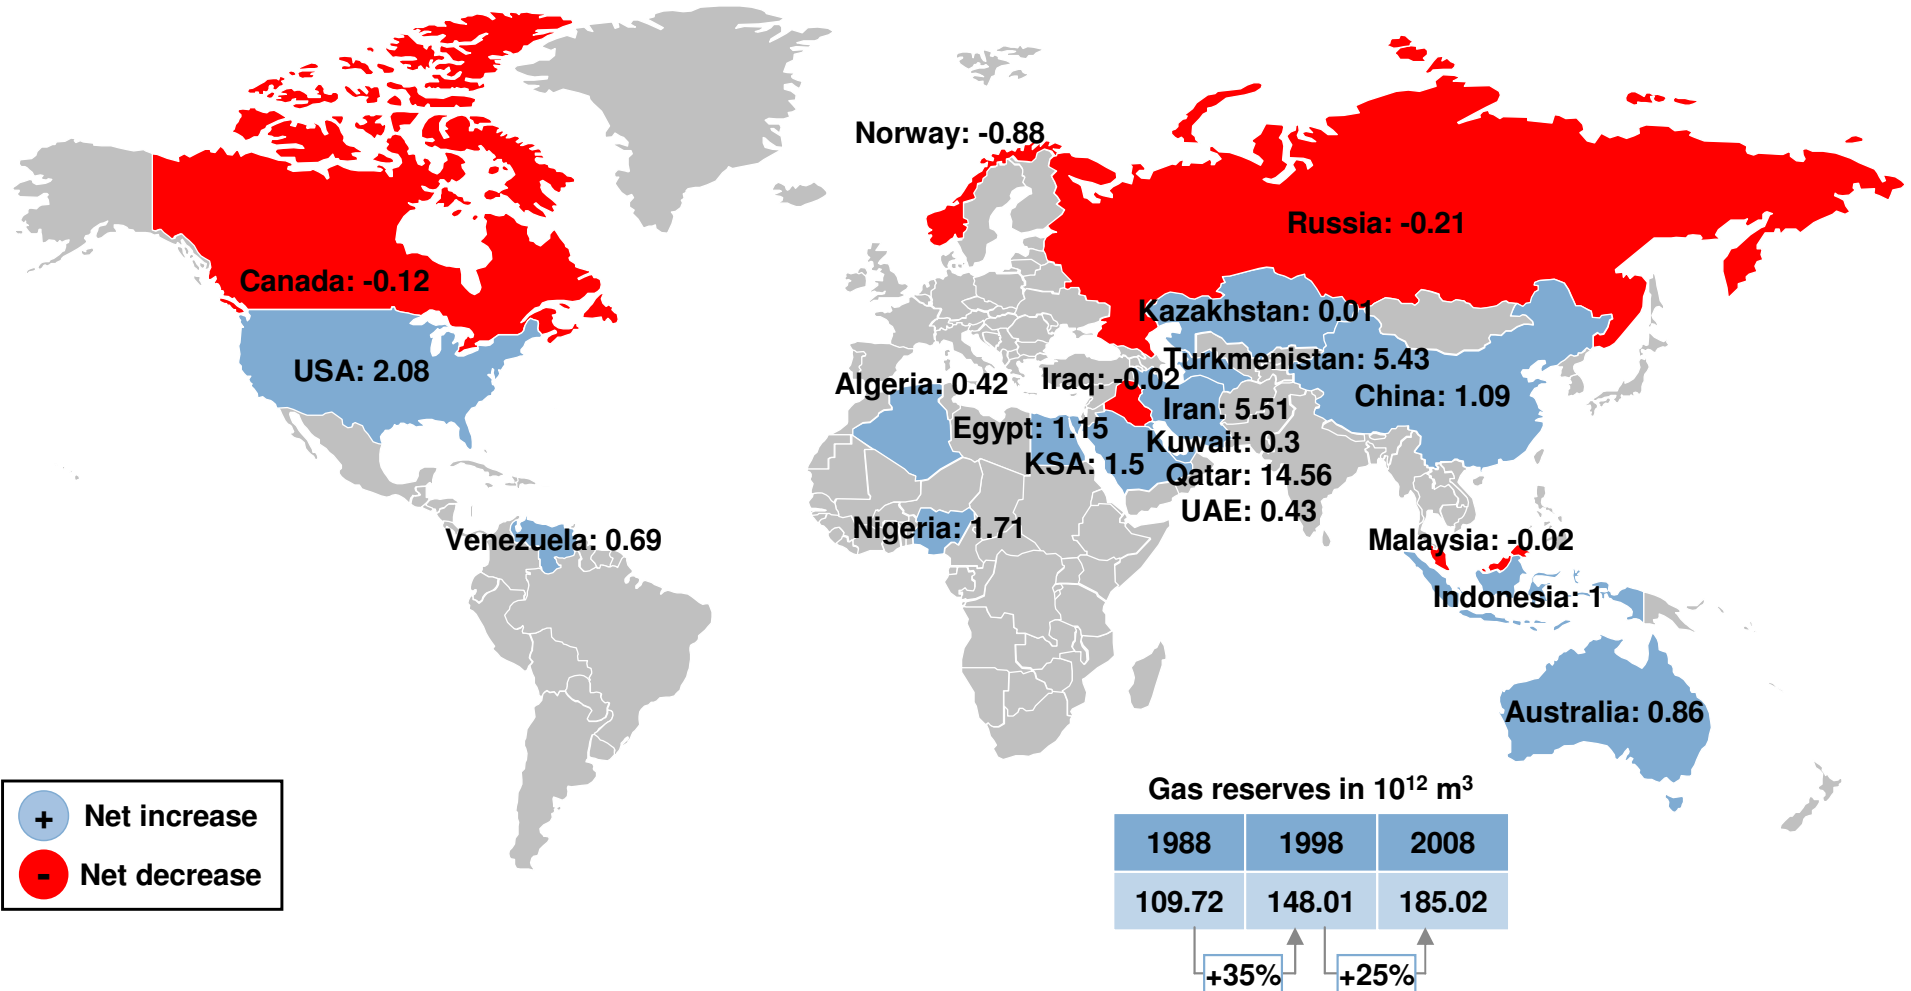 Norway: -0.88
Russia: -0.21
Canada: -0.12
Kazakhstan: 0.01
Turkmenistan: 5.43
USA: 2.08
Algeria: 0.42
Iraq: -0.02
China: 1.09
Iran: 5.51
Egypt: 1.15
Kuwait: 0.3
KSA: 1.5
Qatar: 14.56
UAE: 0.43
Nigeria: 1.71
Venezuela: 0.69
Malaysia: -0.02
Indonesia: 1
Australia: 0.86
Gas reserves in 10¹² m³
1988 1998 2008
109.72 148.01 185.02
+35% +25%
+ Net increase
- Net decrease